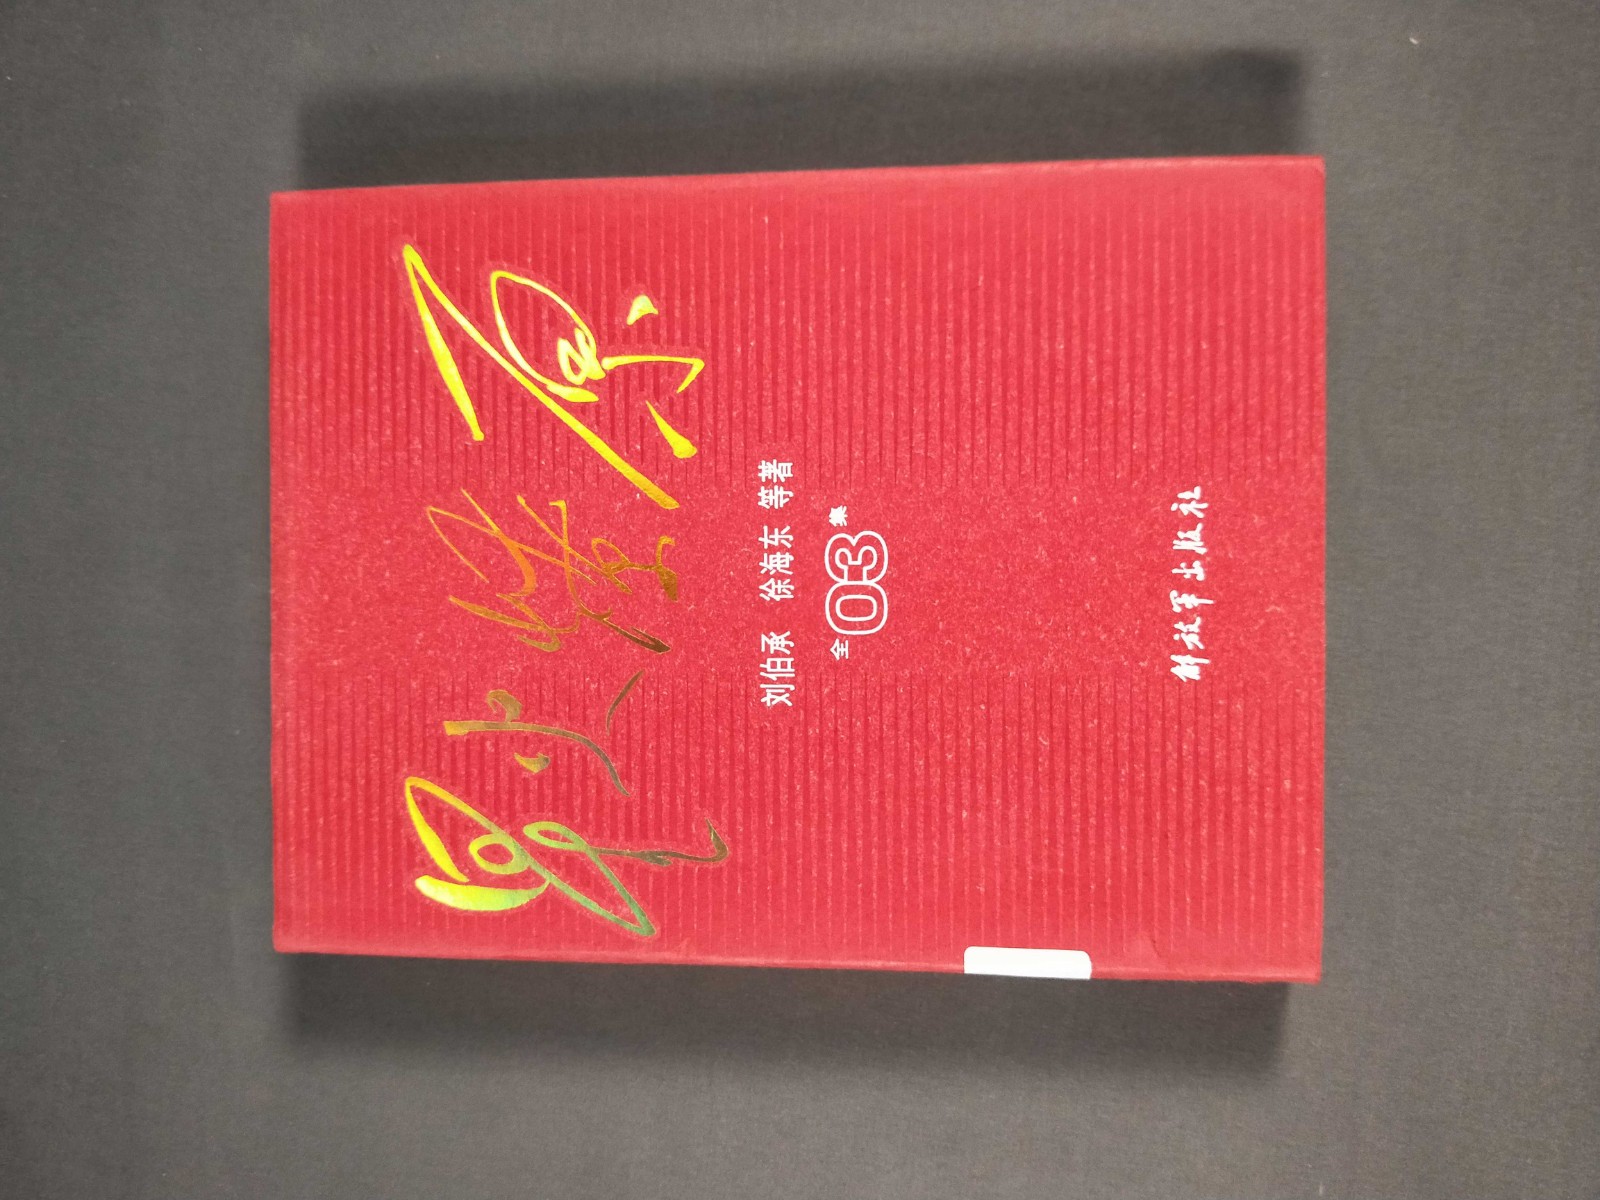 星火燎原
刘伯承 徐海东 等著
全03集
解放军出版社